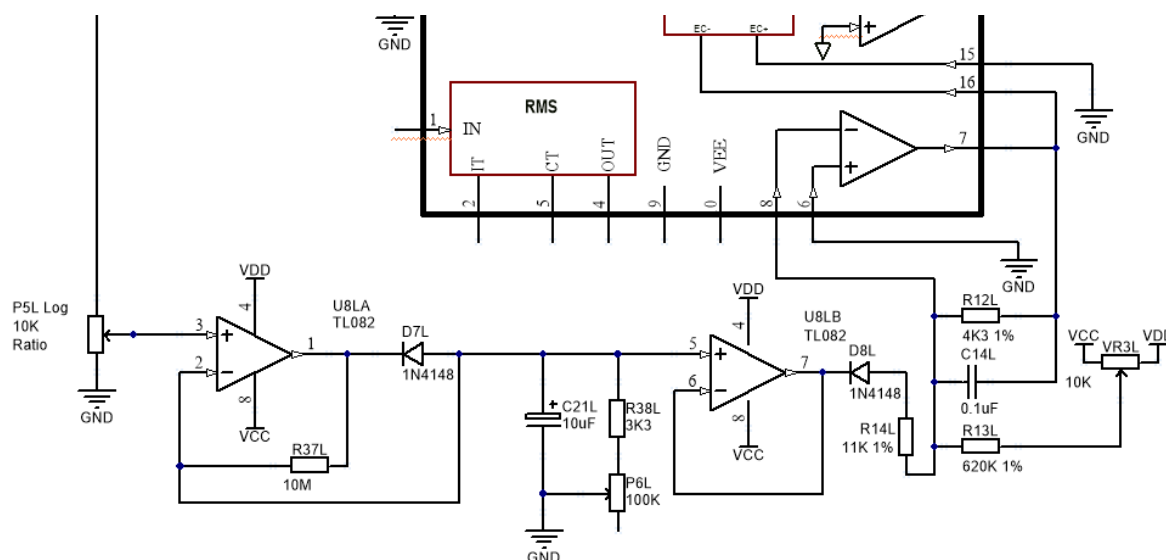 GND
EC-
EC+
+
15
16
GND
RMS
1
IN
IT
CT
OUT
GND
VEE
2
5
4
9
0
8
6
−
+
7
GND
P5L Log
10K
Ratio
GND
VDD
4
U8LA
TL082
3
+
2
−
1
8
VCC
R37L
10M
D7L
1N4148
+
C21L
10uF
R38L
3K3
P6L
100K
GND
VDD
4
U8LB
TL082
5
+
6
−
7
8
VCC
D8L
1N4148
R14L
11K 1%
R12L
4K3 1%
C14L
0.1uF
R13L
620K 1%
VCC
VR3L
10K